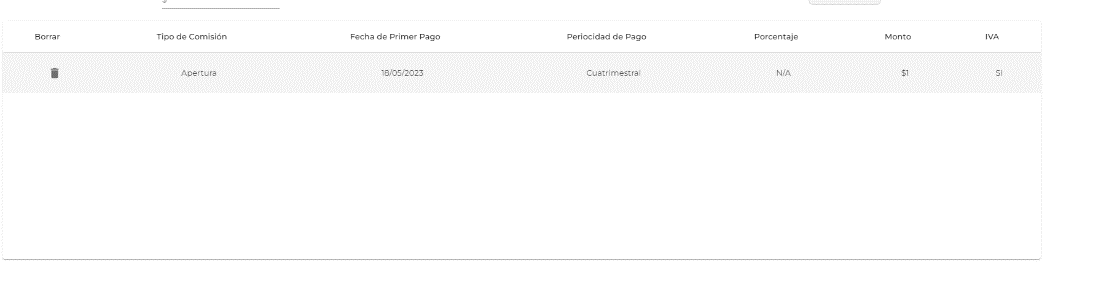 Borrar Tipo de Comisión Fecha de Primer Pago Periocidad de Pago Porcentaje Monto IVA
Apertura 18/05/2023 Cuatrimestral N/A $1 SI